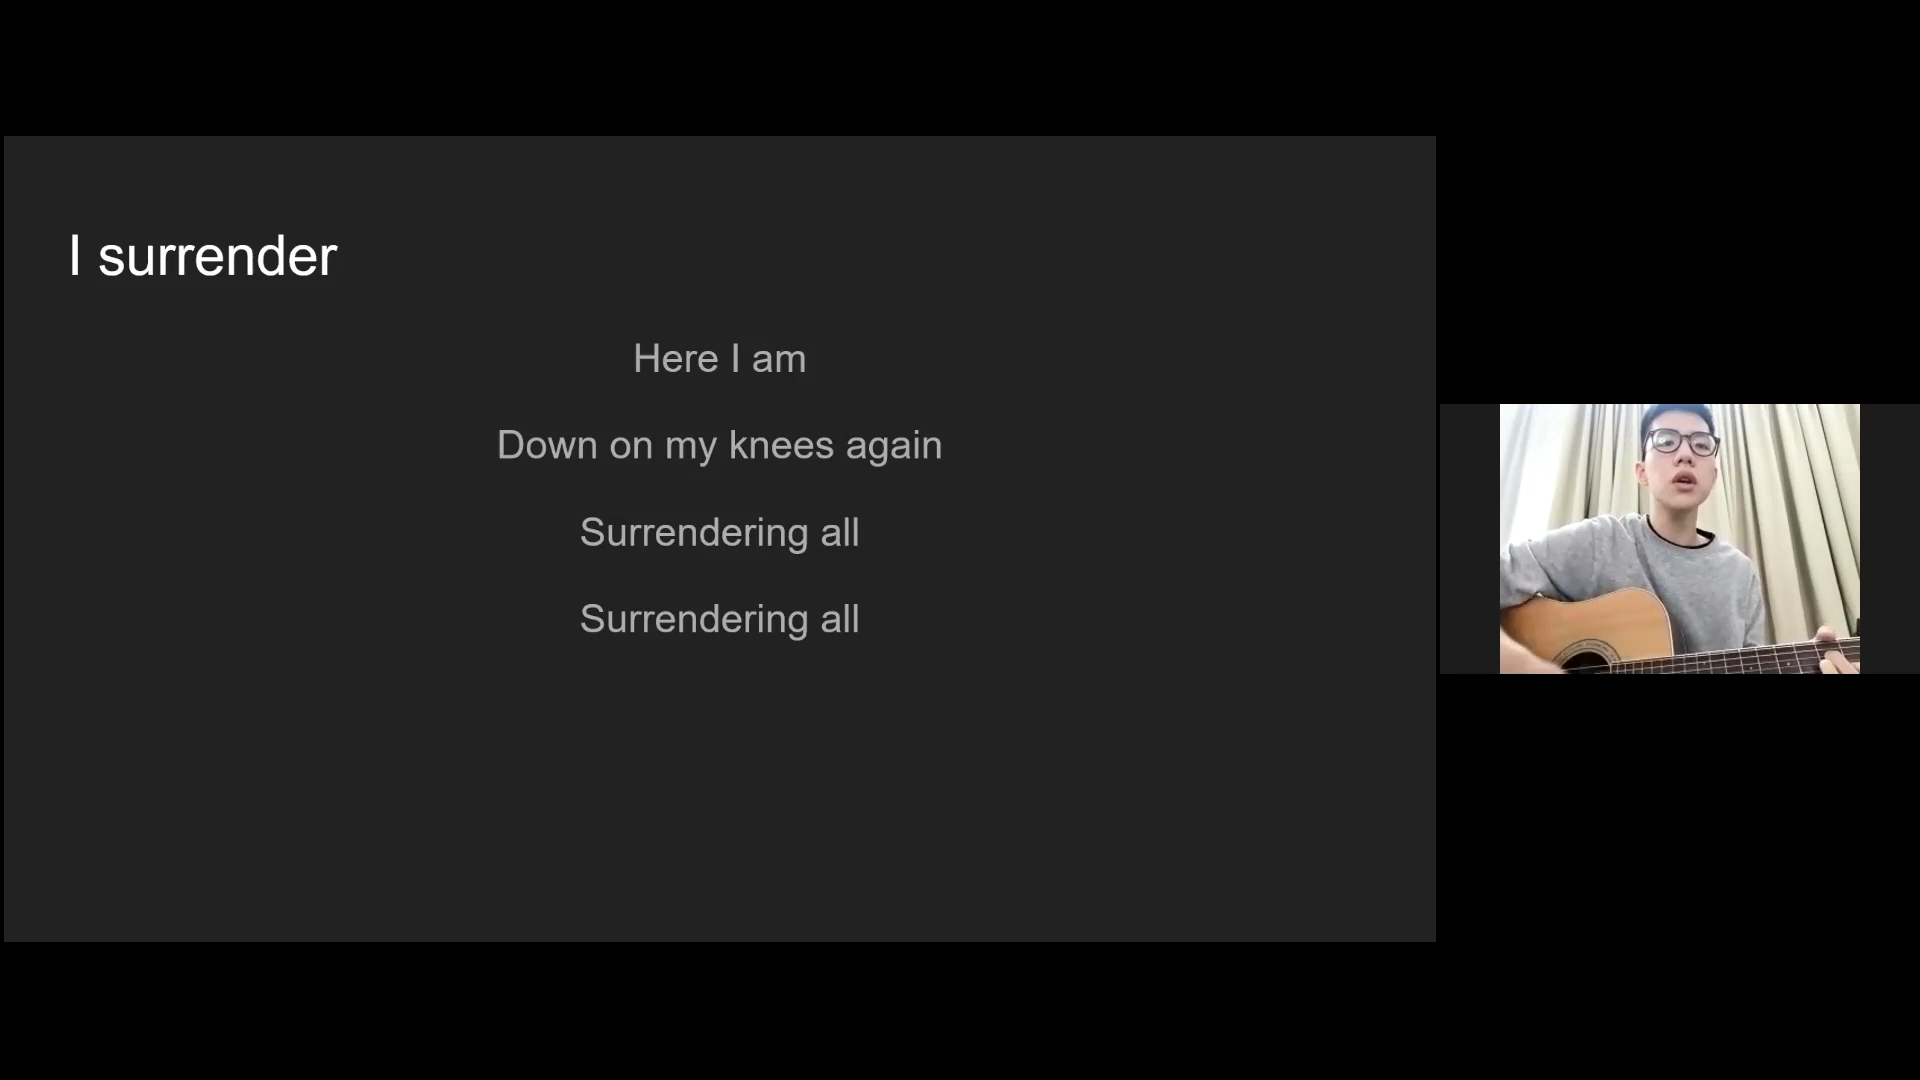 I surrender
Here I am
Down on my knees again
Surrendering all
Surrendering all